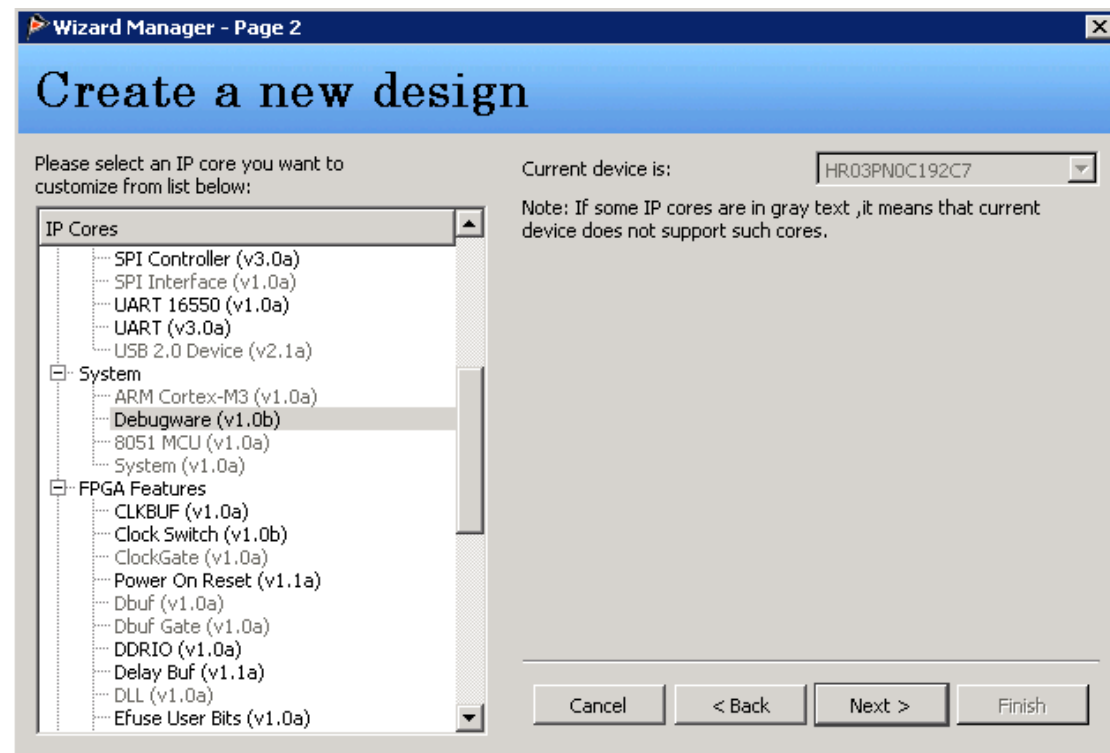 Wizard Manager - Page 2
Create a new design
Please select an IP core you want to
customize from list below:
IP Cores
SPI Controller (v3.0a)
SPI Interface (v1.0a)
UART 16550 (v1.0a)
UART (v3.0a)
USB 2.0 Device (v2.1a)
System
ARM Cortex-M3 (v1.0a)
Debugware (v1.0b)
8051 MCU (v1.0a)
System (v1.0a)
FPGA Features
CLKBUF (v1.0a)
Clock Switch (v1.0b)
ClockGate (v1.0a)
Power On Reset (v1.1a)
Dbuf (v1.0a)
Dbuf Gate (v1.0a)
DDRIO (v1.0a)
Delay Buf (v1.1a)
DLL (v1.0a)
Efuse User Bits (v1.0a)
Current device is:
HR03PN0C192C7
Note: If some IP cores are in gray text ,it means that current
device does not support such cores.
Cancel
< Back
Next >
Finish